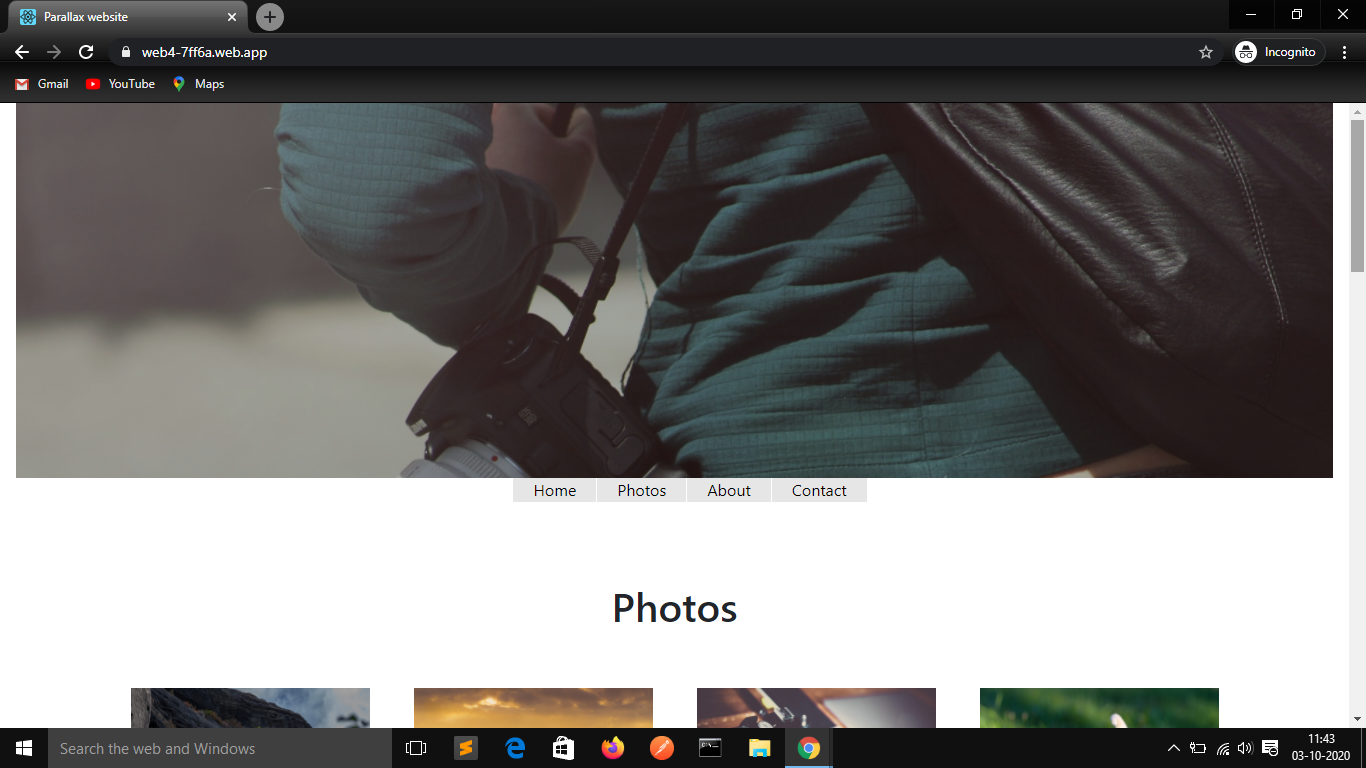 Parallax website
web4-7ff6a.web.app
Incognito
Gmail YouTube Maps
Home Photos About Contact
Photos
Search the web and Windows
11:43
03-10-2020